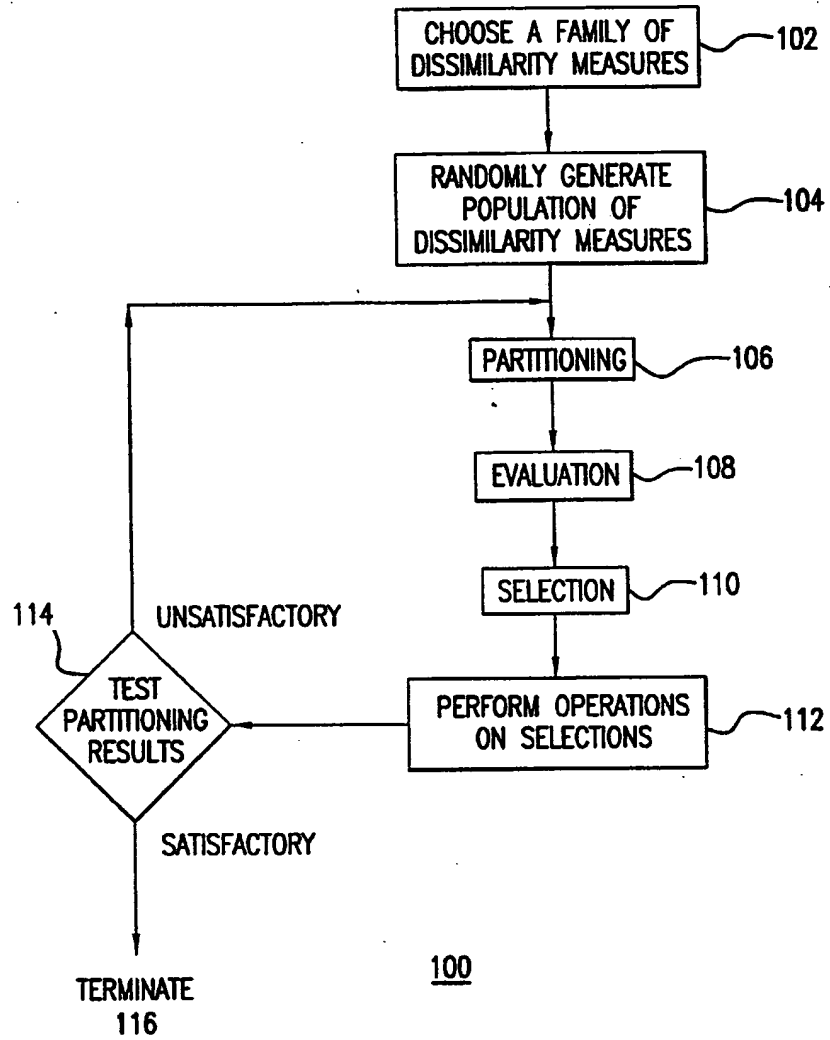 CHOOSE A FAMILY OF
DISSIMILARITY MEASURES
102
RANDOMLY GENERATE
POPULATION OF
DISSIMILARITY MEASURES
104
PARTITIONING
106
EVALUATION
108
SELECTION
110
PERFORM OPERATIONS
ON SELECTIONS
112
114
UNSATISFACTORY
TEST
PARTITIONING
RESULTS
SATISFACTORY
TERMINATE
116
100